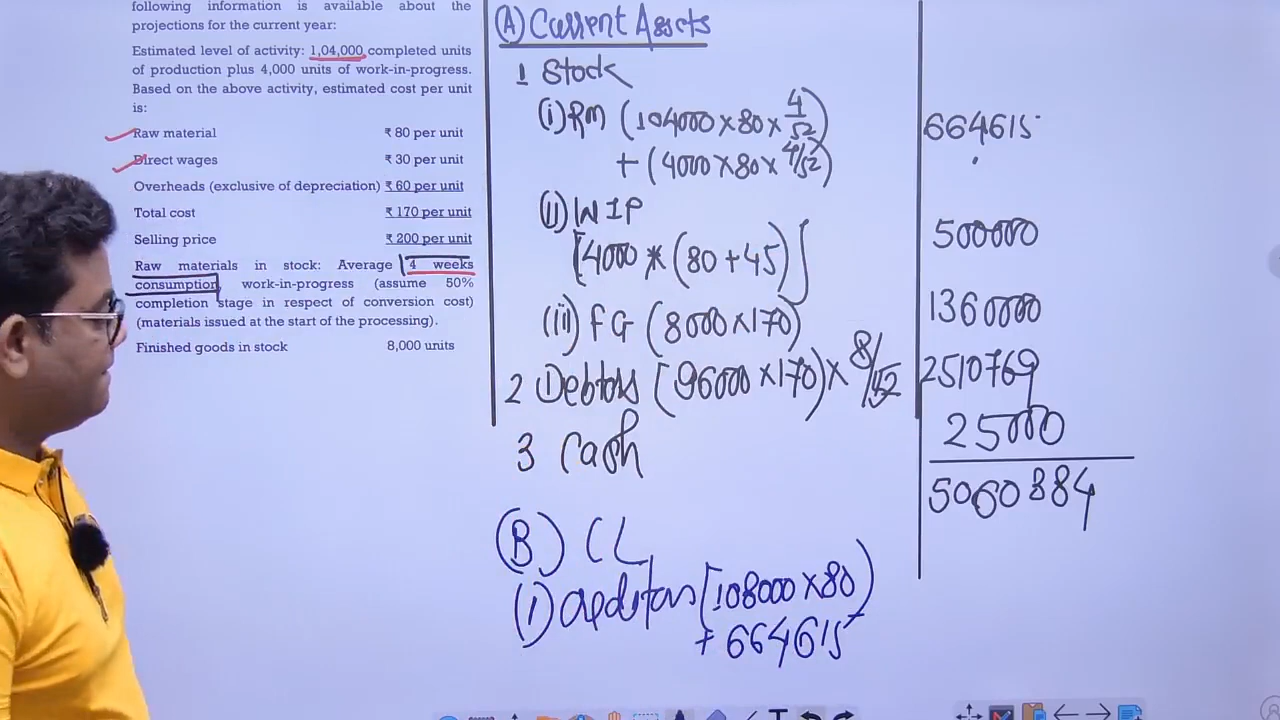 following information is available about the
projections for the current year:
Estimated level of activity: 1,04,000 completed units
of production plus 4,000 units of work-in-progress.
Based on the above activity, estimated cost per unit
is:
Raw material ₹ 80 per unit
Direct wages ₹ 30 per unit
Overheads (exclusive of depreciation) ₹ 60 per unit
Total cost ₹ 170 per unit
Selling price ₹ 200 per unit
Raw materials in stock: Average 4 weeks
consumption, work-in-progress (assume 50%
completion stage in respect of conversion cost)
(materials issued at the start of the processing).
Finished goods in stock 8,000 units
(A) Current Assets
1 Stock
(i) RM (104000 × 80 × 4/52) 664615
+ (4000 × 80 × 4/52)
(ii) WIP
[4000 × (80 + 45)] 500000
(iii) FG (8000 × 170) 1360000
2 Debtors [96000 × 170) × 8/52 2510769
3 Cash 25000
5060384
(B) CL
(1) Creditors [108000 × 80)
+ 664615